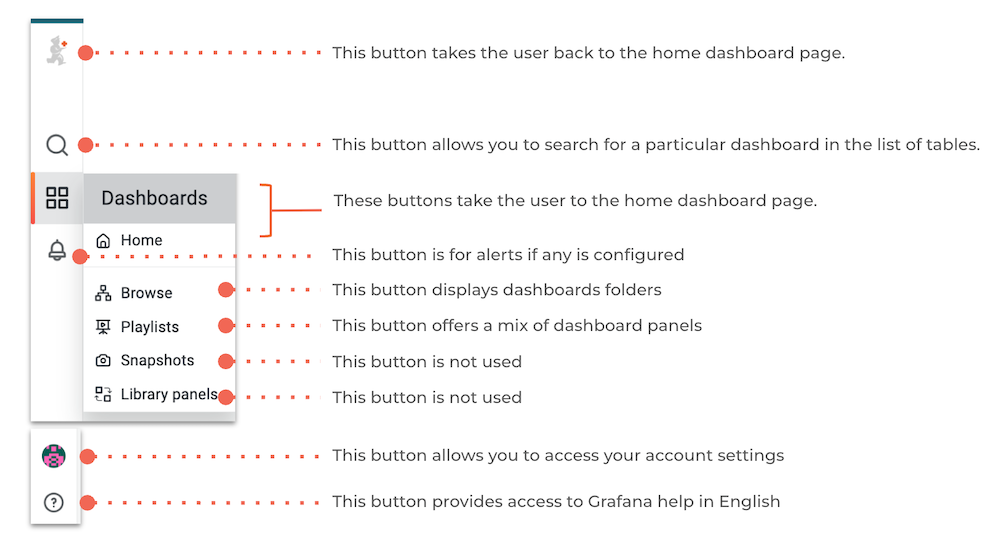 This button takes the user back to the home dashboard page.
This button allows you to search for a particular dashboard in the list of tables.
Dashboards
These buttons take the user to the home dashboard page.
Home
This button is for alerts if any is configured
Browse
This button displays dashboards folders
Playlists
This button offers a mix of dashboard panels
Snapshots
This button is not used
Library panels
This button is not used
This button allows you to access your account settings
This button provides access to Grafana help in English